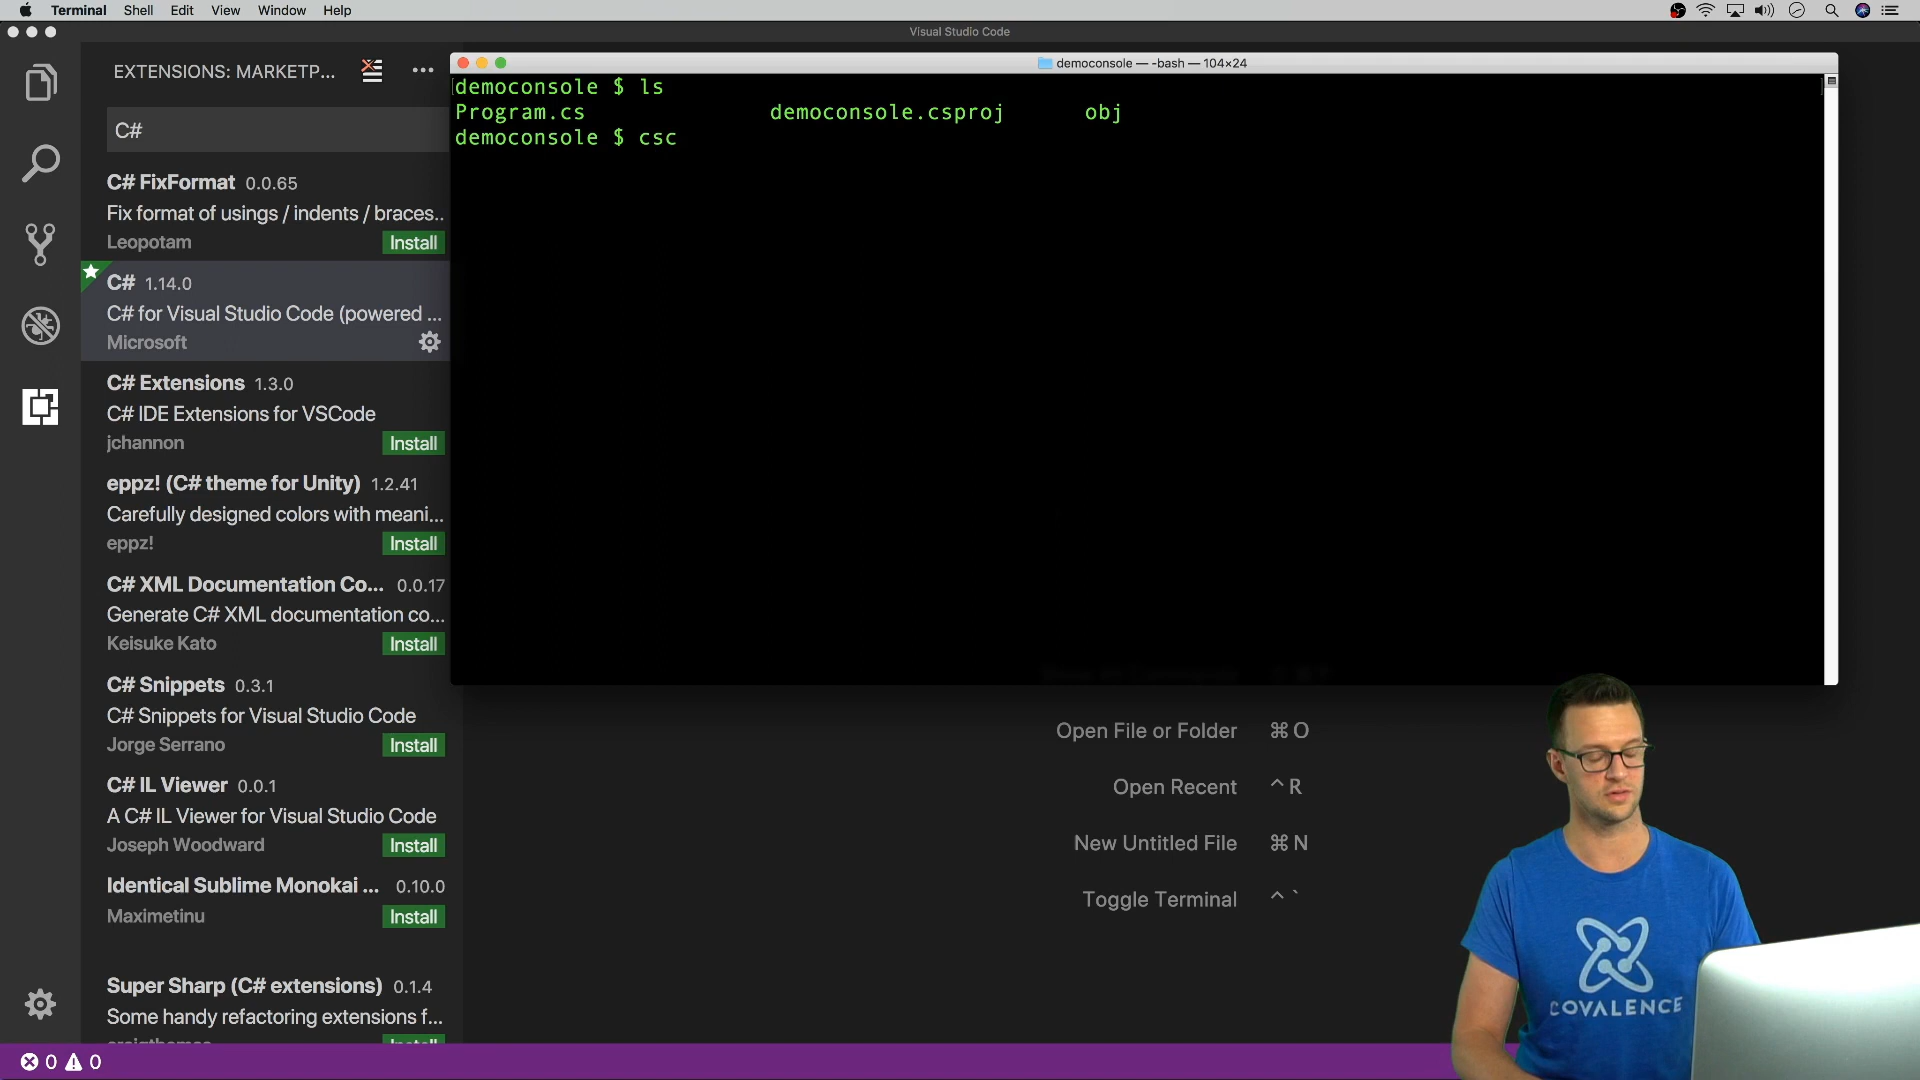 Terminal Shell Edit View Window Help
Visual Studio Code
EXTENSIONS: MARKETP...
C#
C# FixFormat 0.0.65
Fix format of usings / indents / braces..
Leopotam Install
C# 1.14.0
C# for Visual Studio Code (powered ...
Microsoft
C# Extensions 1.3.0
C# IDE Extensions for VSCode
jchannon Install
eppz! (C# theme for Unity) 1.2.41
Carefully designed colors with meani...
eppz! Install
C# XML Documentation Co... 0.0.17
Generate C# XML documentation co...
Keisuke Kato Install
C# Snippets 0.3.1
C# Snippets for Visual Studio Code
Jorge Serrano Install
C# IL Viewer 0.0.1
A C# IL Viewer for Visual Studio Code
Joseph Woodward Install
Identical Sublime Monokai ... 0.10.0
Maximetinu Install
Super Sharp (C# extensions) 0.1.4
Some handy refactoring extensions f...
Install
democonsole — -bash — 104×24
democonsole $ ls
Program.cs democonsole.csproj obj
democonsole $ csc
Open File or Folder ⌘ O
Open Recent ^ R
New Untitled File ⌘ N
Toggle Terminal ^ `
COVALENCE
0 0